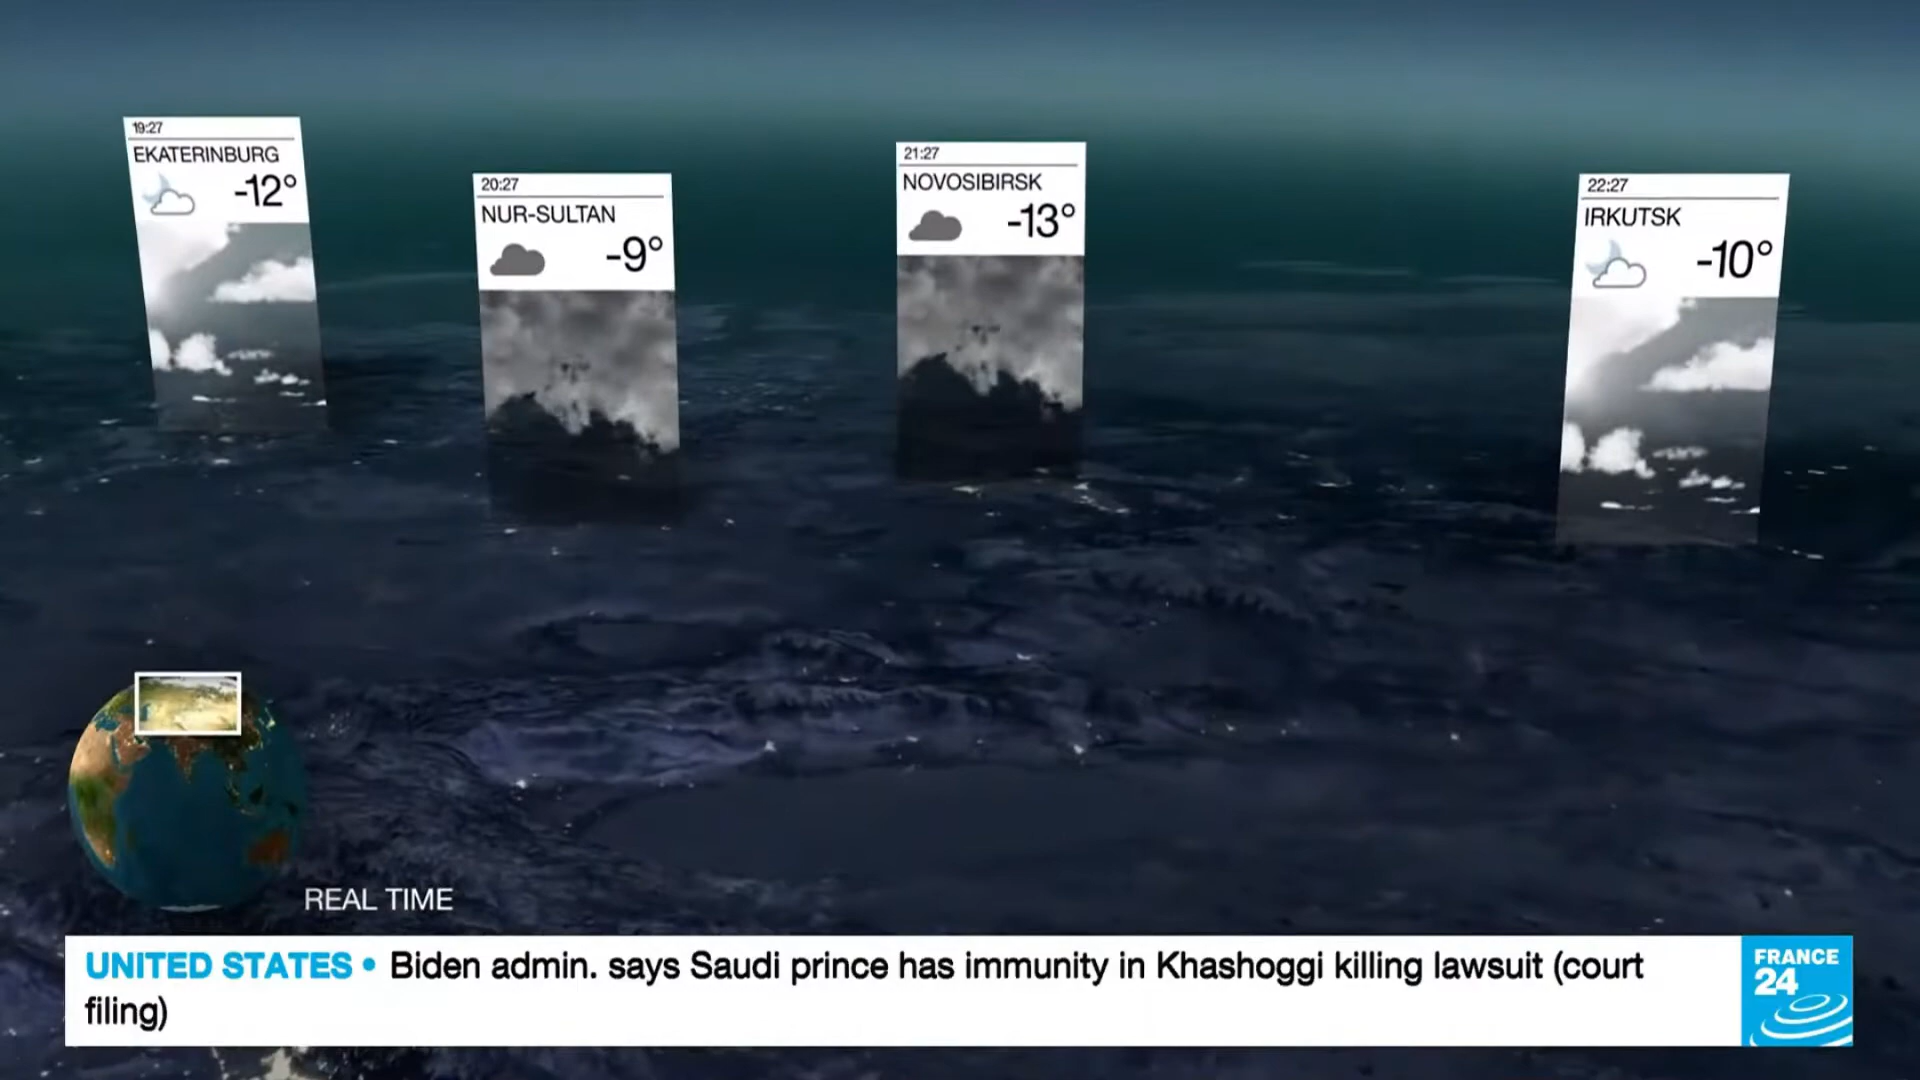 19:27
EKATERINBURG
-12°
20:27
NUR-SULTAN
-9°
21:27
NOVOSIBIRSK
-13°
22:27
IRKUTSK
-10°
REAL TIME
UNITED STATES • Biden admin. says Saudi prince has immunity in Khashoggi killing lawsuit (court
filing)
FRANCE
24